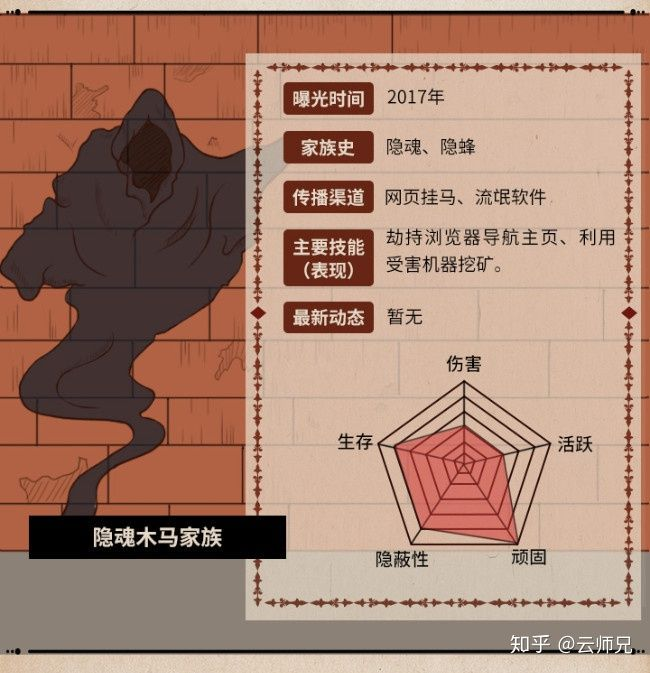 曝光时间 2017年
家族史 隐魂、隐蜂
传播渠道 网页挂马、流氓软件
主要技能 劫持浏览器导航主页、利用
（表现） 受害机器挖矿。
最新动态 暂无
伤害
生存 活跃
隐魂木马家族
隐蔽性 顽固
知乎 @云师兄